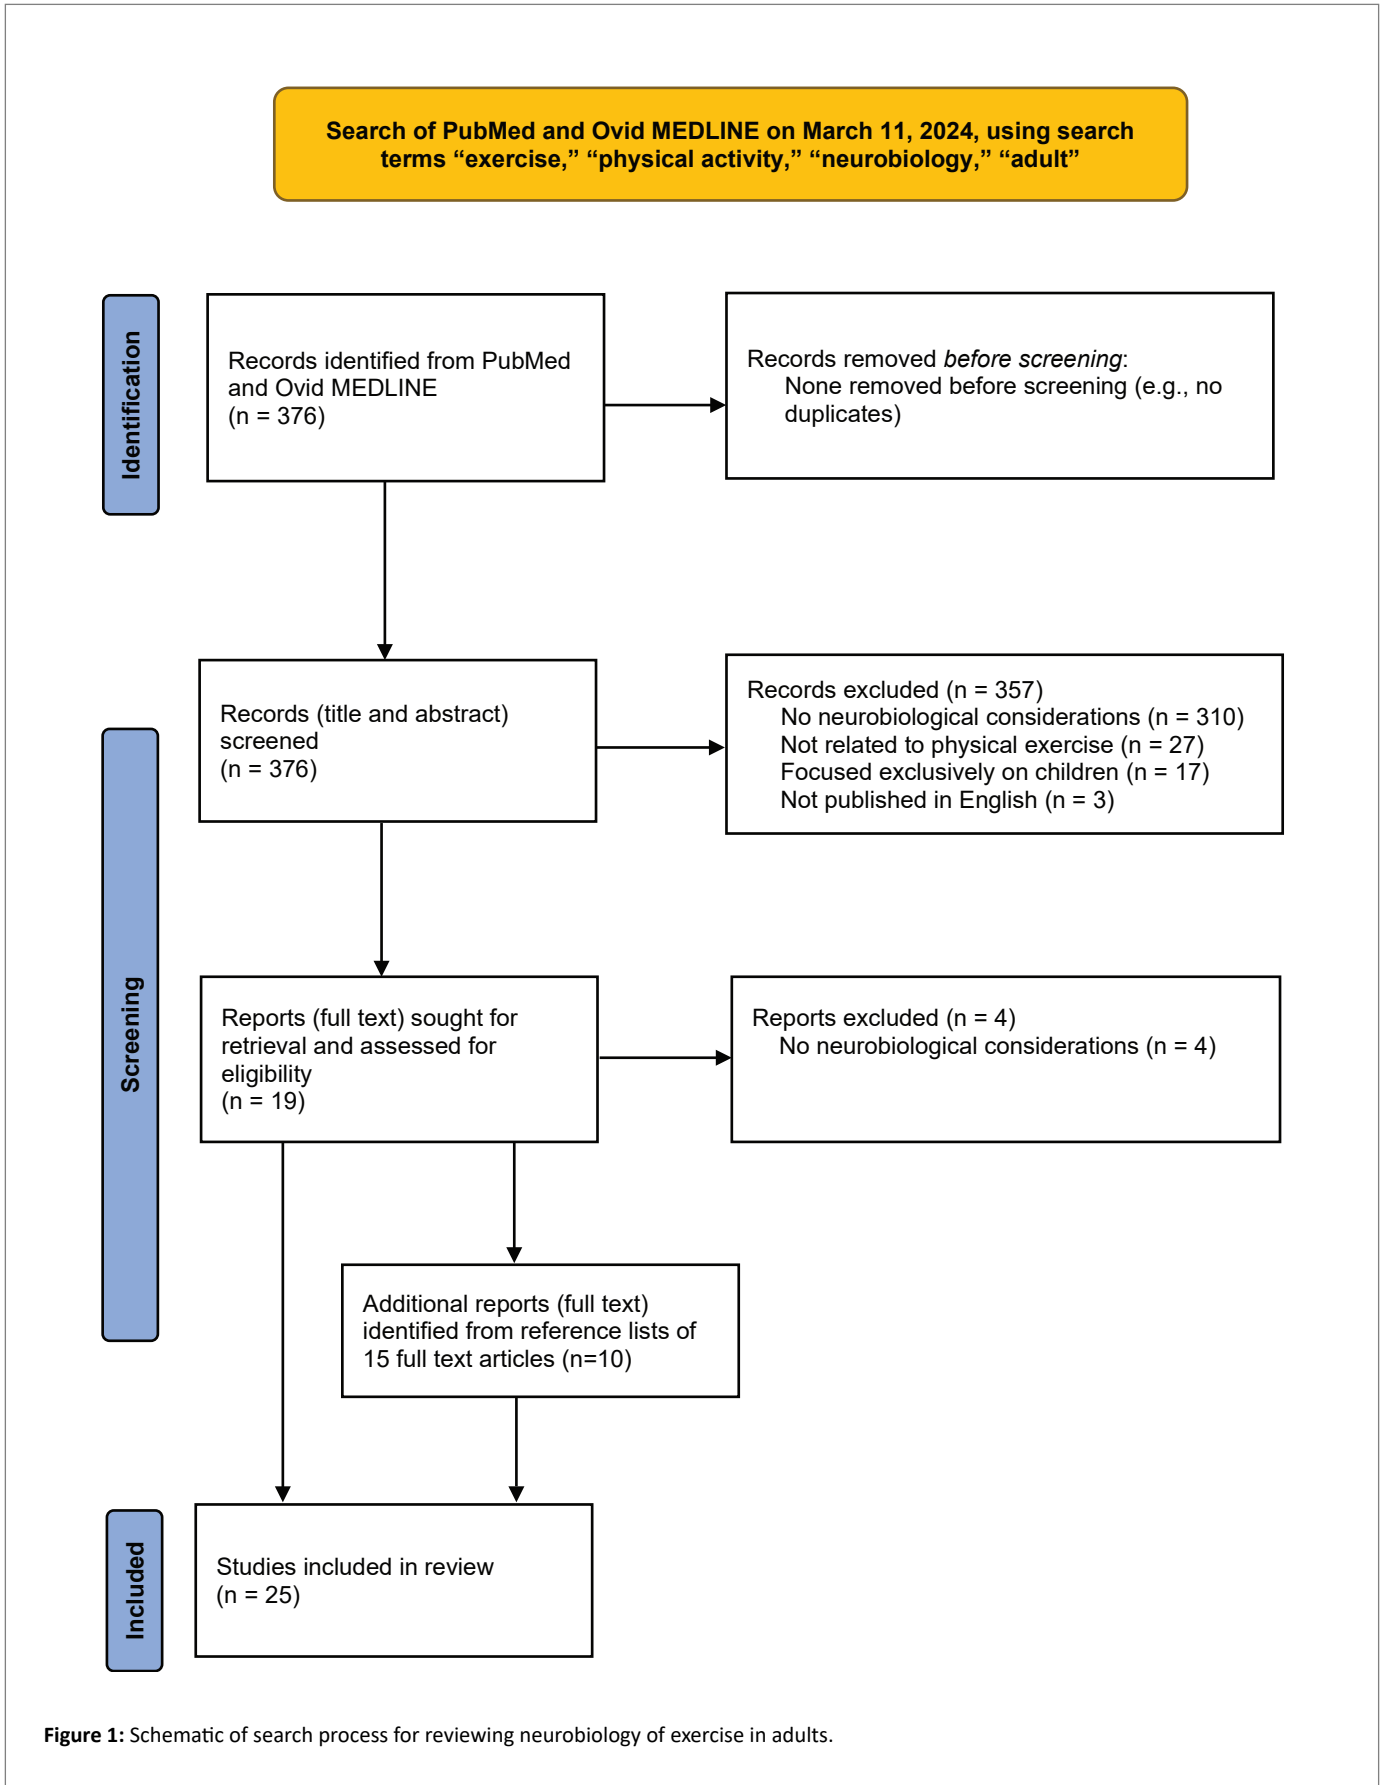 Search of PubMed and Ovid MEDLINE on March 11, 2024, using search
terms “exercise,” “physical activity,” “neurobiology,” “adult”
Identification
Records identified from PubMed
and Ovid MEDLINE
(n = 376)
Records removed before screening:
None removed before screening (e.g., no
duplicates)
Screening
Records (title and abstract)
screened
(n = 376)
Records excluded (n = 357)
No neurobiological considerations (n = 310)
Not related to physical exercise (n = 27)
Focused exclusively on children (n = 17)
Not published in English (n = 3)
Reports (full text) sought for
retrieval and assessed for
eligibility
(n = 19)
Reports excluded (n = 4)
No neurobiological considerations (n = 4)
Additional reports (full text)
identified from reference lists of
15 full text articles (n=10)
Included
Studies included in review
(n = 25)
Figure 1: Schematic of search process for reviewing neurobiology of exercise in adults.